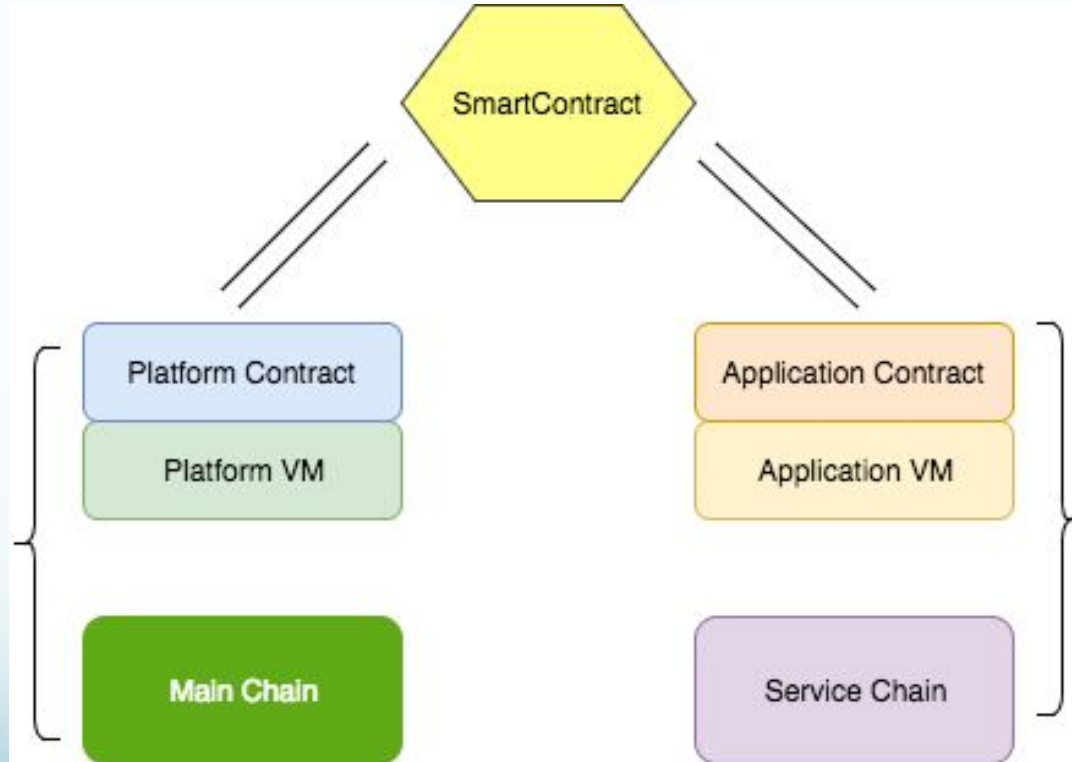 SmartContract
Platform Contract
Application Contract
Platform VM
Application VM
Main Chain
Service Chain